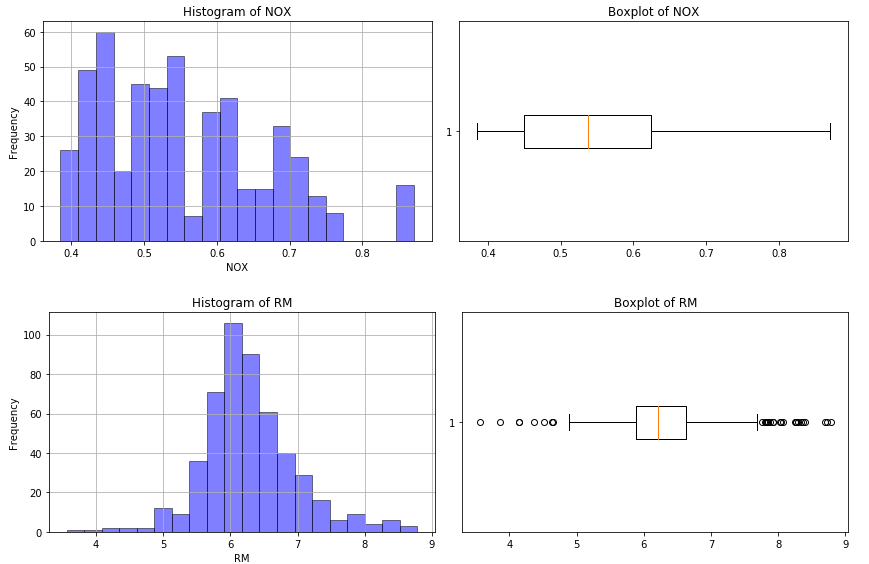 Histogram of NOX
60
50
40
30
20
10
0
Frequency
0.4 0.5 0.6 0.7 0.8
NOX
Boxplot of NOX
1
0.4 0.5 0.6 0.7 0.8
Histogram of RM
100
80
60
40
20
0
Frequency
4 5 6 7 8 9
RM
Boxplot of RM
1
4 5 6 7 8 9